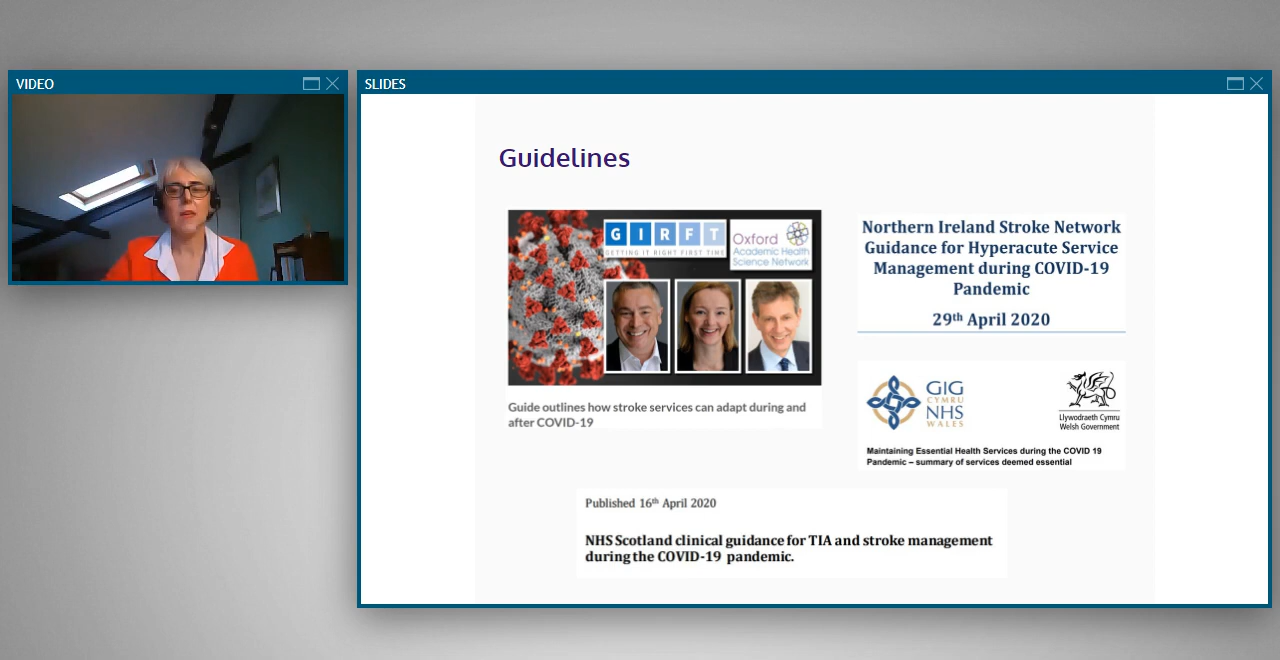 VIDEO
SLIDES
Guidelines
GIRFT
GETTING IT RIGHT FIRST TIME
Oxford
Academic Health
Science Network
Guide outlines how stroke services can adapt during and
after COVID-19
Northern Ireland Stroke Network
Guidance for Hyperacute Service
Management during COVID-19
Pandemic
29th April 2020
GIG
CYMRU
NHS
WALES
Llywodraeth Cymru
Welsh Government
Maintaining Essential Health Services during the COVID 19
Pandemic – summary of services deemed essential
Published 16th April 2020
NHS Scotland clinical guidance for TIA and stroke management
during the COVID-19 pandemic.